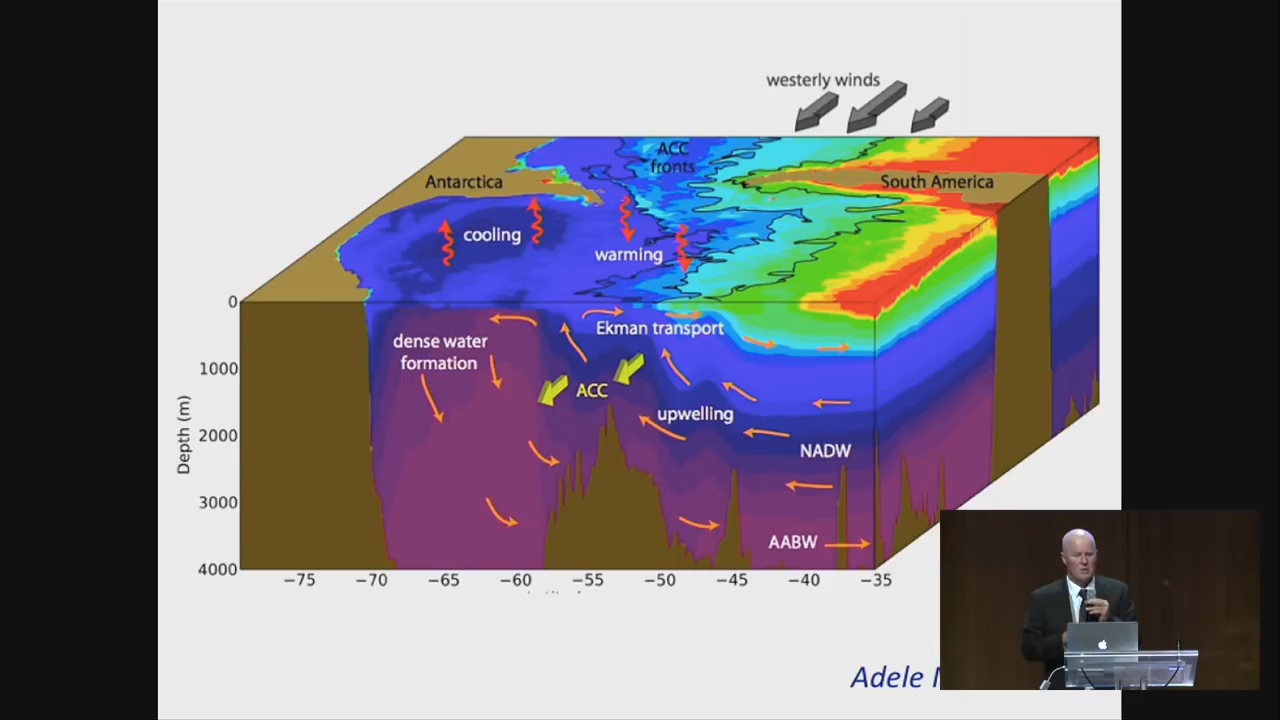 westerly winds
ACC
fronts
Antarctica
South America
cooling
warming
0
Ekman transport
dense water
formation
1000
ACC
upwelling
2000
NADW
Depth (m)
3000
AABW
4000
−75
−70
−65
−60
−55
−50
−45
−40
−35
Adele